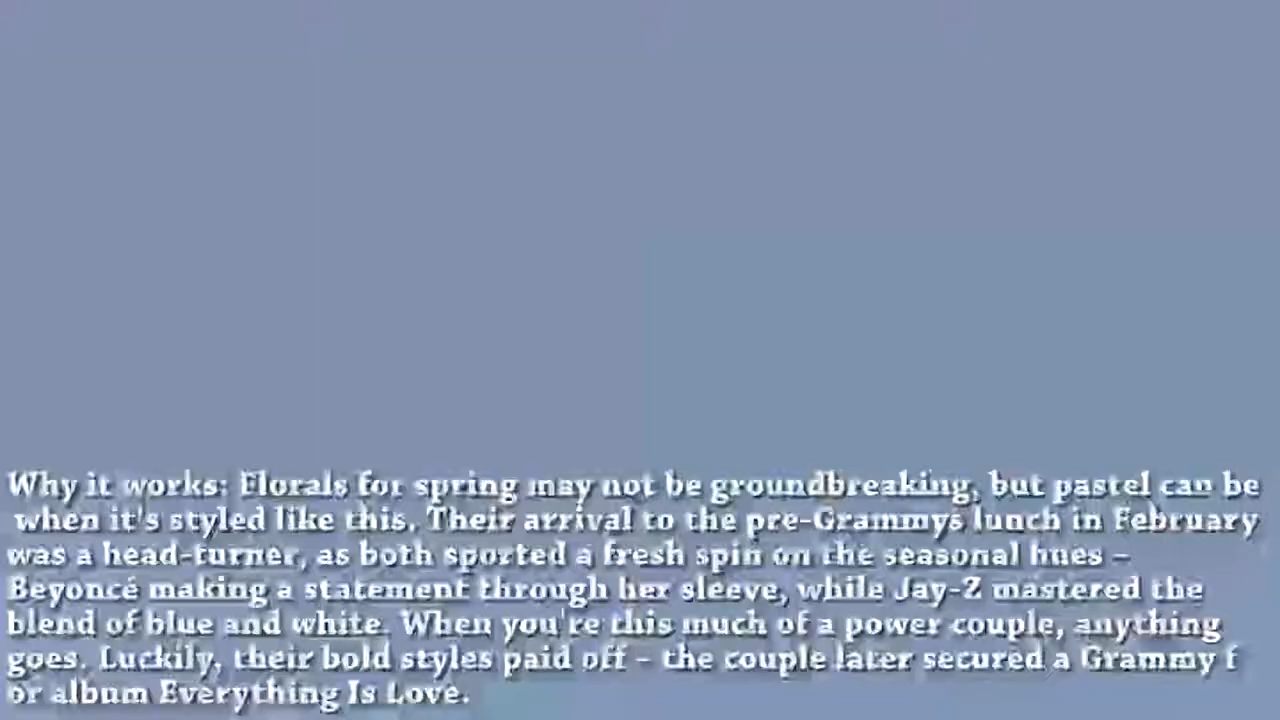 Why it works: Florals for spring may not be groundbreaking, but pastel can be
when it's styled like this. Their arrival to the pre-Grammys lunch in February
was a head-turner, as both sported a fresh spin on the seasonal hues –
Beyoncé making a statement through her sleeve, while Jay-Z mastered the
blend of blue and white. When you're this much of a power couple, anything
goes. Luckily, their bold styles paid off – the couple later secured a Grammy f
or album Everything Is Love.